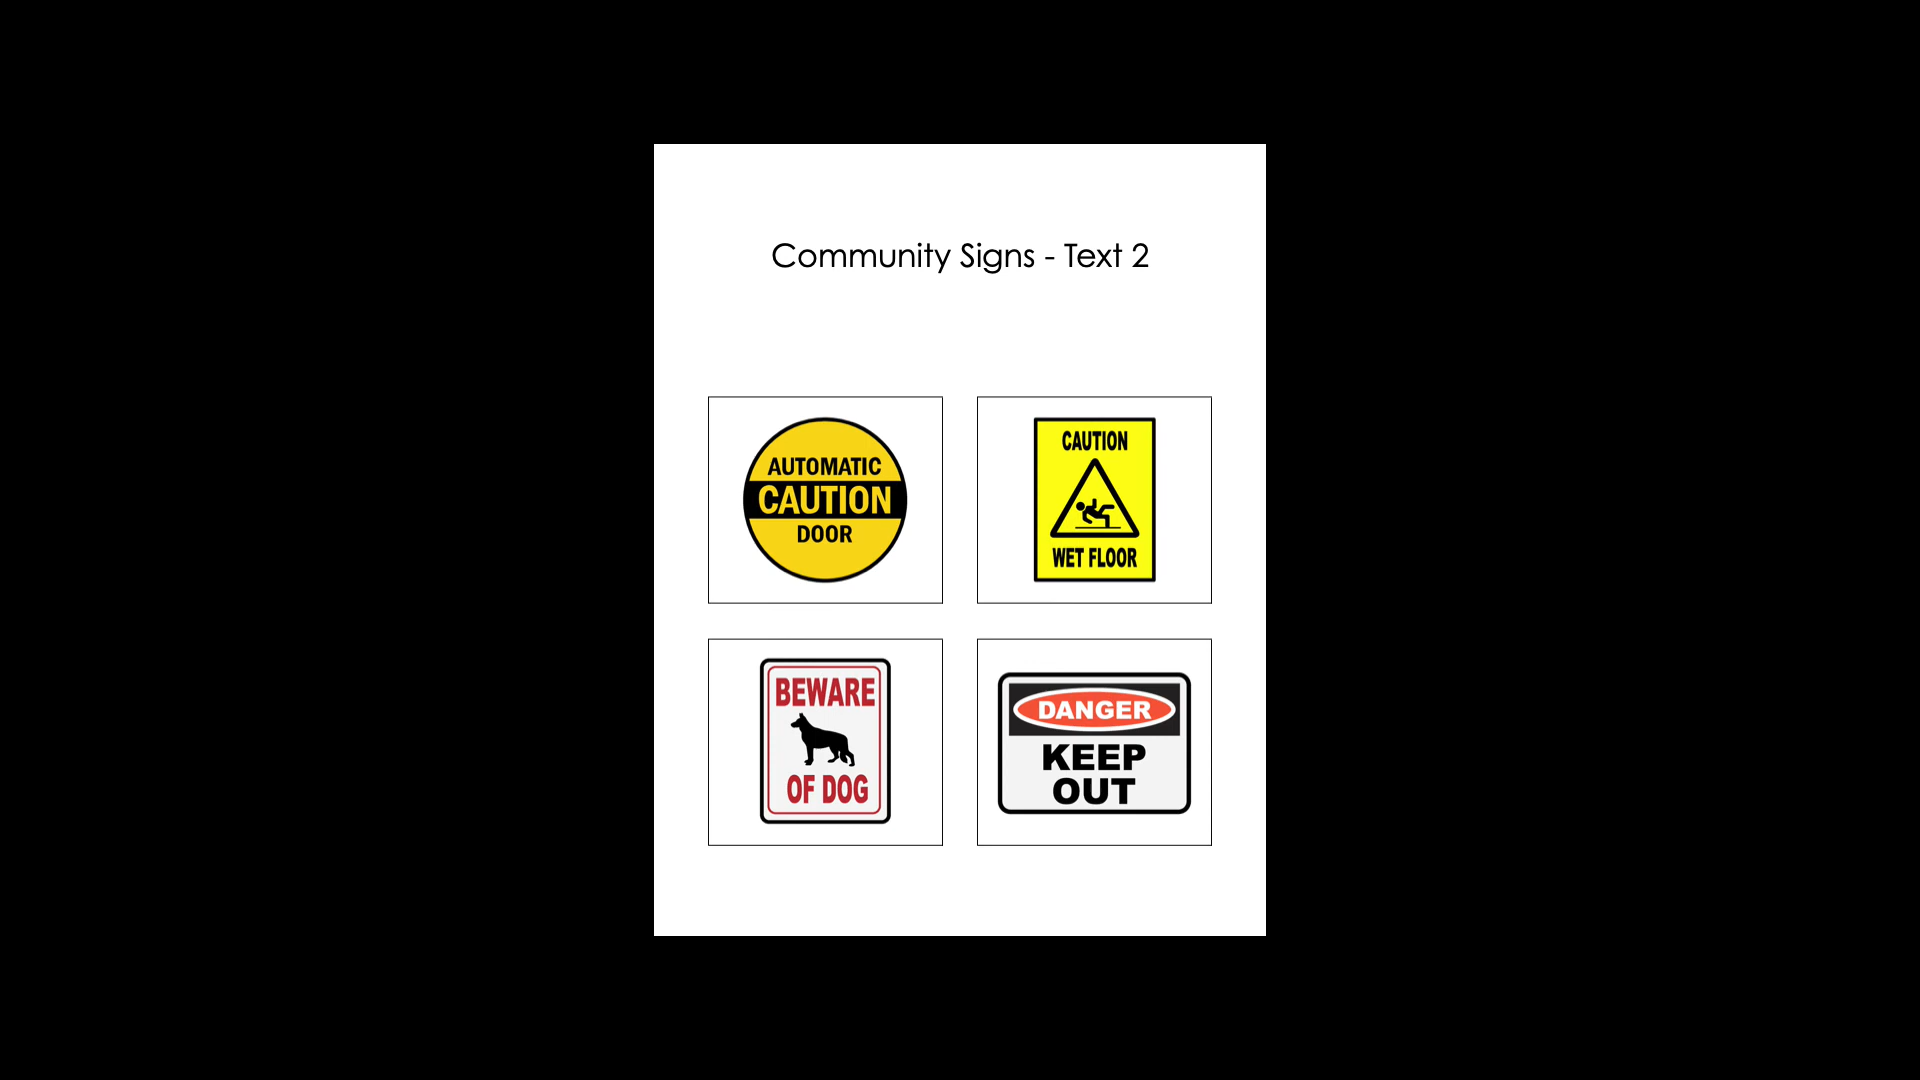 Community Signs - Text 2
AUTOMATIC
CAUTION
DOOR
CAUTION
WET FLOOR
BEWARE
OF DOG
DANGER
KEEP
OUT